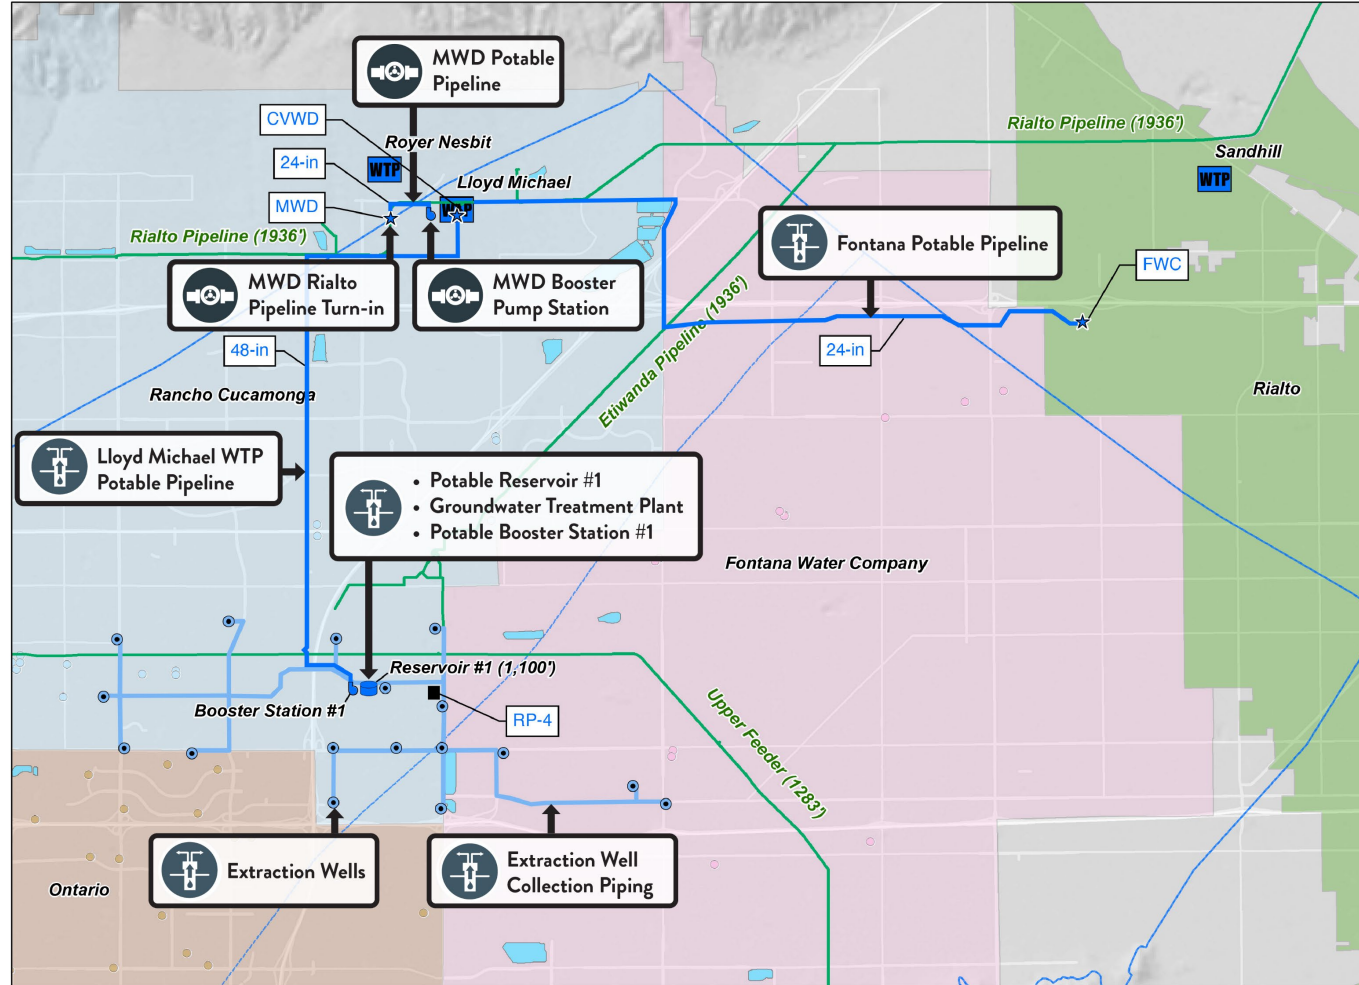 MWD Potable
Pipeline
CVWD
Royer Nesbit
24-in
WTP
Lloyd Michael
MWD
WTP
Rialto Pipeline (1936')
Rialto Pipeline (1936')
Sandhill
WTP
MWD Rialto
Pipeline Turn-in
MWD Booster
Pump Station
Fontana Potable Pipeline
FWC
48-in
24-in
Etiwanda Pipeline (1936')
Rancho Cucamonga
Rialto
Lloyd Michael WTP
Potable Pipeline
• Potable Reservoir #1
• Groundwater Treatment Plant
• Potable Booster Station #1
Fontana Water Company
Reservoir #1 (1,100')
Booster Station #1
RP-4
Upper Feeder (1283')
Extraction Wells
Extraction Well
Collection Piping
Ontario